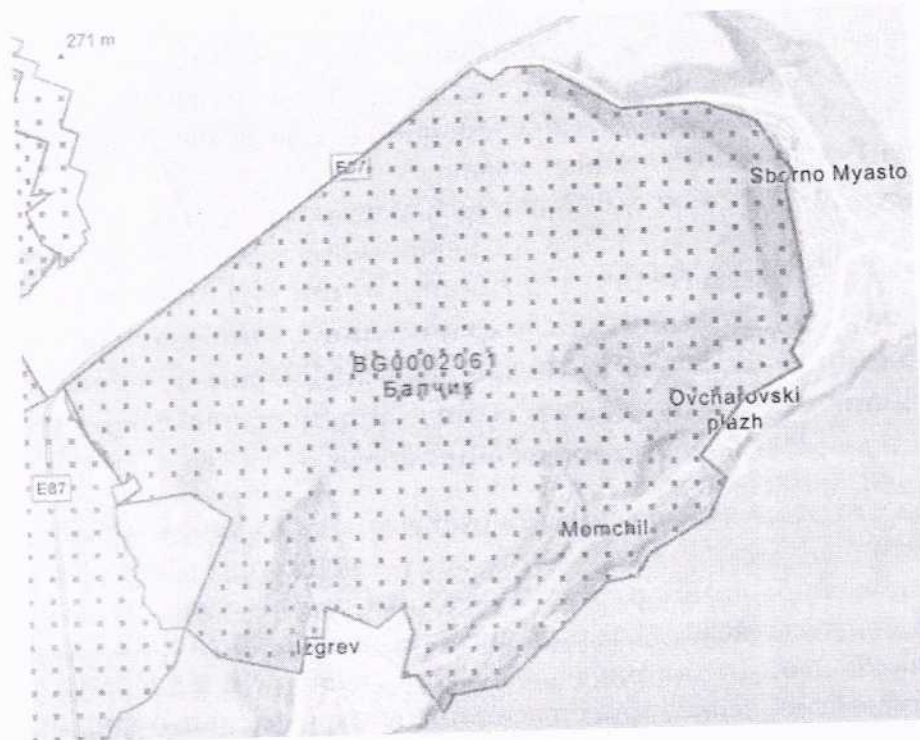 271 m
E87
Sborno Myasto
BG0002061
Балчик
Ovcharovski
plazh
E87
Momchil
Izgrev